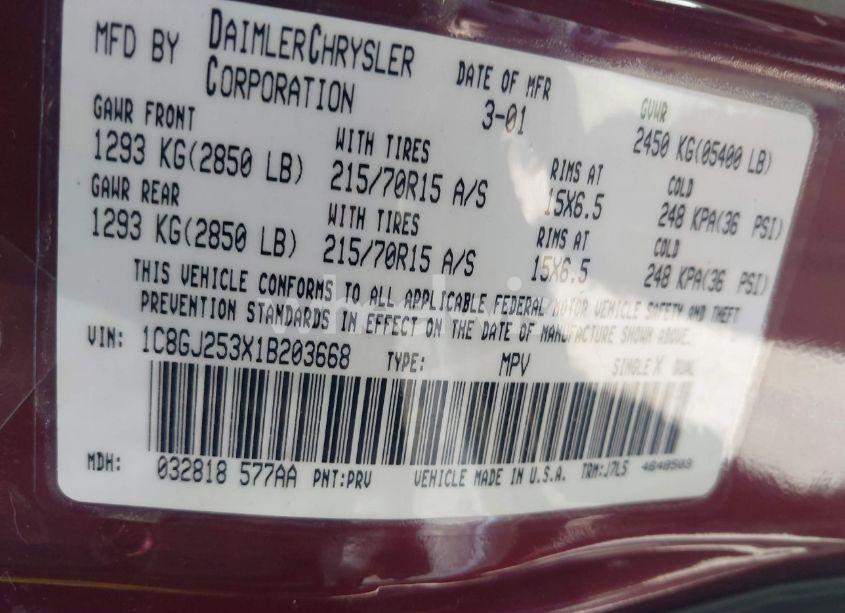 MFD BY DAIMLERCHRYSLER CORPORATION
DATE OF MFR 3-01
GVWR 2450 KG(05400 LB)
GAWR FRONT 1293 KG(2850 LB)
WITH TIRES 215/70R15 A/S
RIMS AT 15X6.5
COLD 248 KPA(36 PSI)
GAWR REAR 1293 KG(2850 LB)
WITH TIRES 215/70R15 A/S
RIMS AT 15X6.5
COLD 248 KPA(36 PSI)
THIS VEHICLE CONFORMS TO ALL APPLICABLE FEDERAL MOTOR VEHICLE SAFETY AND THEFT
PREVENTION STANDARDS IN EFFECT ON THE DATE OF MANUFACTURE SHOWN ABOVE.
VIN: 1C8GJ253X1B203668 TYPE: MPV SINGLE X DUAL
MDH: 032818 577AA PNT:PRV VEHICLE MADE IN U.S.A. TRM:J7LS 4648503